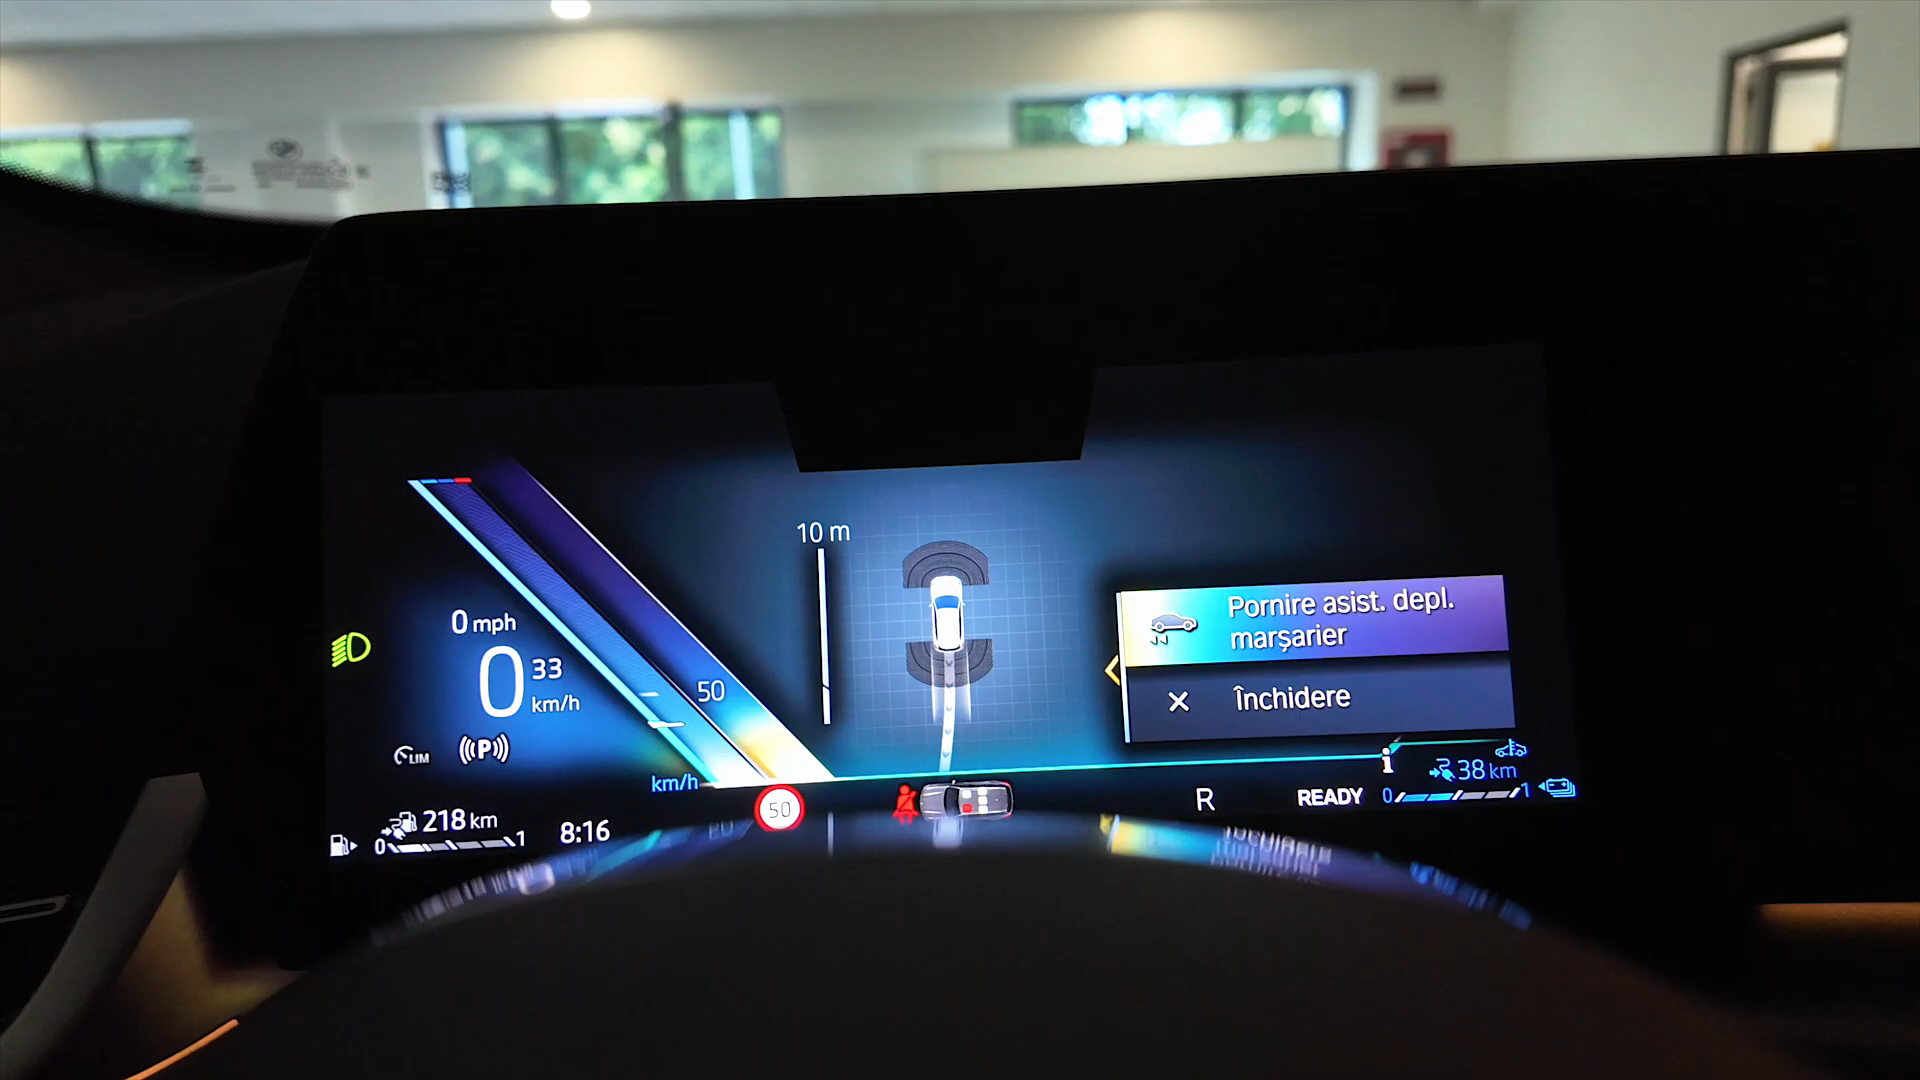 10 m
0 mph
0 33
km/h
50
LIM
(((P)))
km/h
50
Pornire asist. depl.
marșarier
Închidere
i
38 km
R
READY
0 1
218 km
0 1
8:16